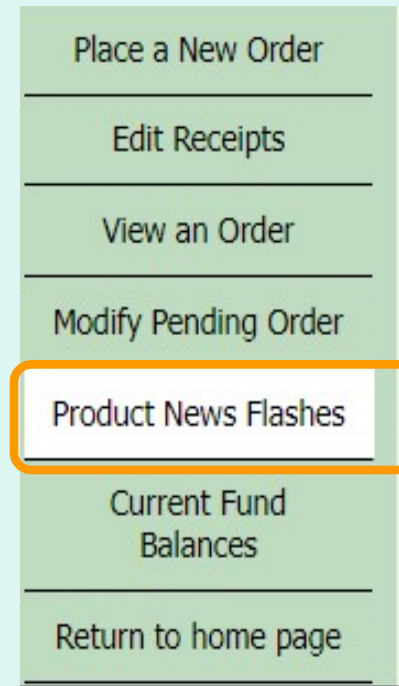 Place a New Order
Edit Receipts
View an Order
Modify Pending Order
Product News Flashes
Current Fund
Balances
Return to home page